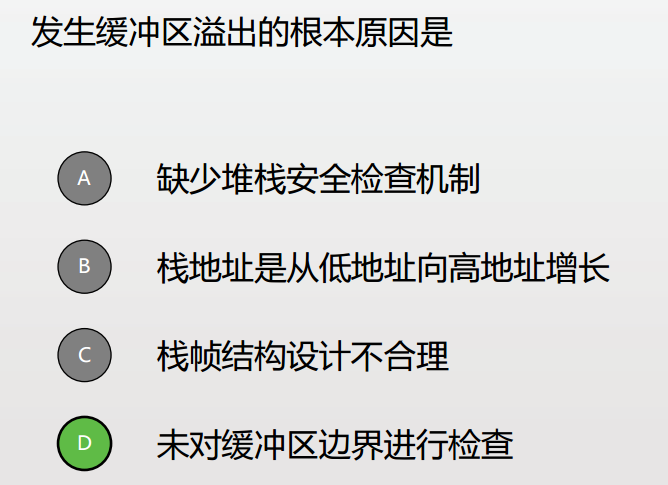 发生缓冲区溢出的根本原因是
A 缺少堆栈安全检查机制
B 栈地址是从低地址向高地址增长
C 栈帧结构设计不合理
D 未对缓冲区边界进行检查